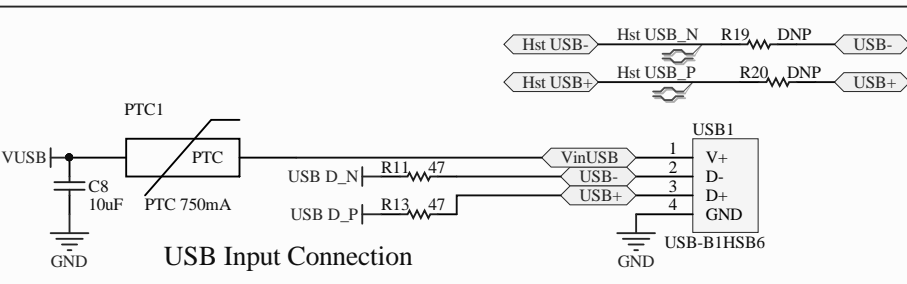 Hst USB- Hst USB_N R19 DNP USB-
Hst USB+ Hst USB_P R20 DNP USB+
PTC1
USB1
VUSB PTC VinUSB 1 V+
USB D_N R11 47 USB- 2 D-
C8
10uF PTC 750mA
USB D_P R13 47 USB+ 3 D+
4 GND
USB-B1HSB6
GND USB Input Connection GND